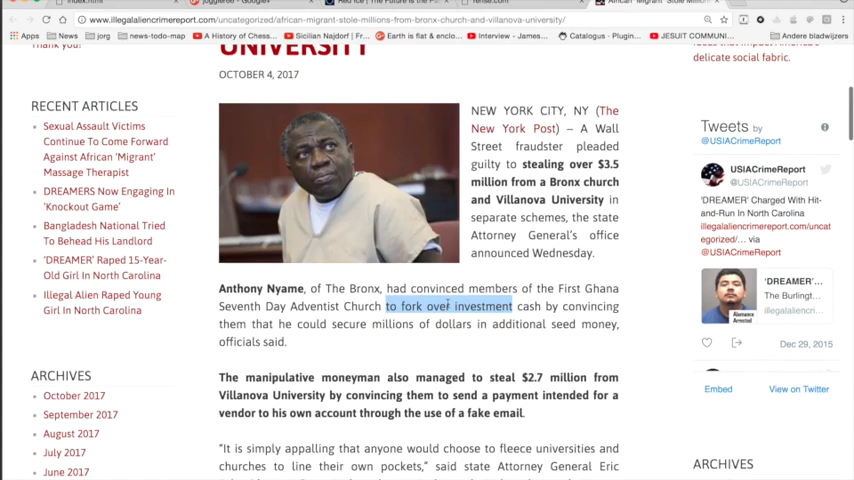 index.html
www.illegalaliencrimereport.com/uncategorized/african-migrant-stole-millions-from-bronx-church-and-villanova-university/
Apps
News
jorg
news-todo-map
A History of Chess...
Sicilian Najdorf |...
Earth is flat & enclo...
Interview - James...
Catalogus - Plugin...
JESUIT COMMUNI...
Andere bladwijzers
Thank you!
UNIVERSITY
OCTOBER 4, 2017
RECENT ARTICLES
Sexual Assault Victims
Continue To Come Forward
Against African 'Migrant'
Massage Therapist
DREAMERS Now Engaging In
'Knockout Game'
Bangladesh National Tried
To Behead His Landlord
'DREAMER' Raped 15-Year-
Old Girl In North Carolina
Illegal Alien Raped Young
Girl In North Carolina
ARCHIVES
October 2017
September 2017
August 2017
July 2017
June 2017
NEW YORK CITY, NY (The
New York Post) – A Wall
Street fraudster pleaded
guilty to stealing over $3.5
million from a Bronx church
and Villanova University in
separate schemes, the state
Attorney General's office
announced Wednesday.
Anthony Nyame, of The Bronx, had convinced members of the First Ghana
Seventh Day Adventist Church to fork over investment cash by convincing
them that he could secure millions of dollars in additional seed money,
officials said.
The manipulative moneyman also managed to steal $2.7 million from
Villanova University by convincing them to send a payment intended for a
vendor to his own account through the use of a fake email.
"It is simply appalling that anyone would choose to fleece universities and
churches to line their own pockets," said state Attorney General Eric
delicate social fabric.
Tweets by
@USIACrimeReport
USIACrimeReport
@USIACrimeReport
'DREAMER' Charged With Hit-
and-Run In North Carolina
illegalaliencrimereport.com/uncat
egorized/... via
@USIACrimeReport
'DREAMER'...
The Burlingt...
illegalaliencri...
Alamance
Arrested
Dec 29, 2015
Embed
View on Twitter
ARCHIVES